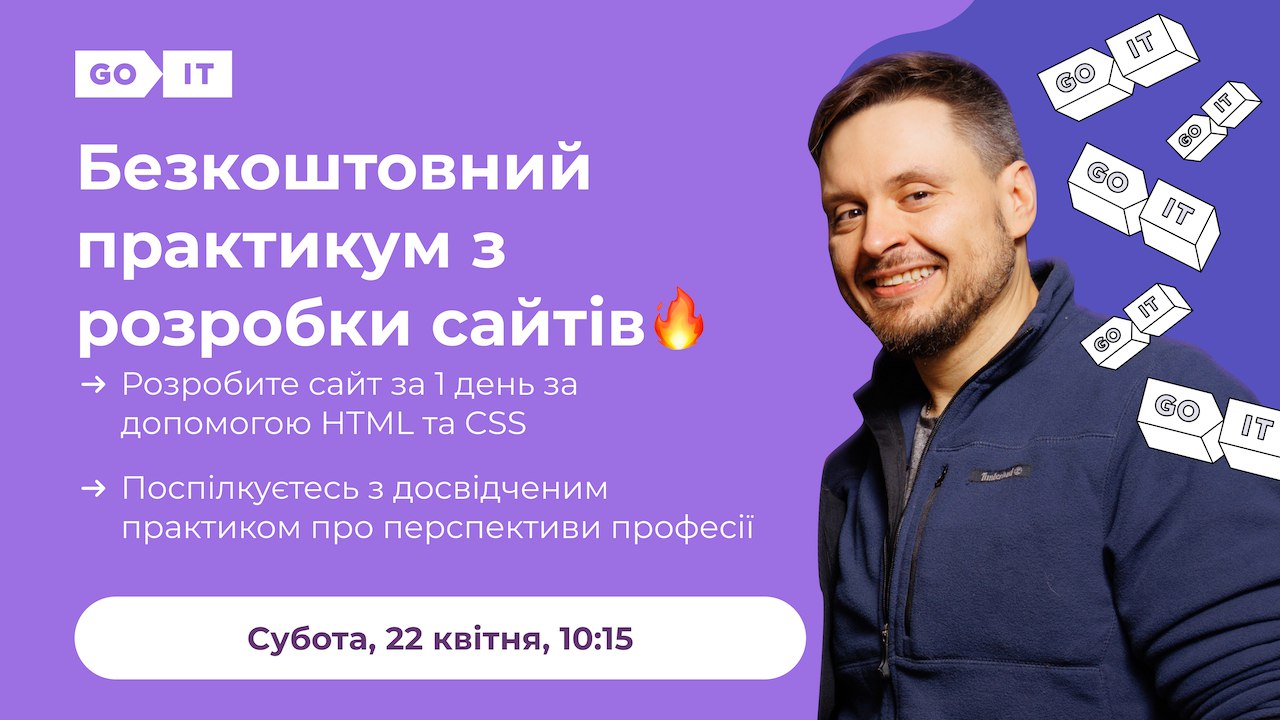 GO IT
Безкоштовний
практикум з
розробки сайтів🔥
→ Розробите сайт за 1 день за
допомогою HTML та CSS
→ Поспілкуєтесь з досвідченим
практиком про перспективи професії
Субота, 22 квітня, 10:15
GO IT
GO IT
GO IT
GO IT
GO IT
Timberland